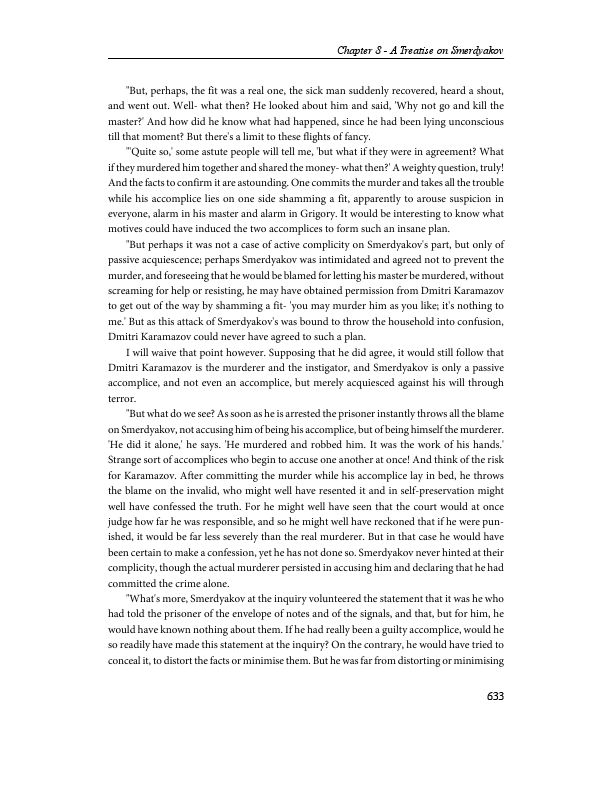 Chapter 8 - A Treatise on Smerdyakov
"But, perhaps, the fit was a real one, the sick man suddenly recovered, heard a shout,
and went out. Well- what then? He looked about him and said, 'Why not go and kill the
master?' And how did he know what had happened, since he had been lying unconscious
till that moment? But there's a limit to these flights of fancy.
"'Quite so,' some astute people will tell me, 'but what if they were in agreement? What
if they murdered him together and shared the money- what then?' A weighty question, truly!
And the facts to confirm it are astounding. One commits the murder and takes all the trouble
while his accomplice lies on one side shamming a fit, apparently to arouse suspicion in
everyone, alarm in his master and alarm in Grigory. It would be interesting to know what
motives could have induced the two accomplices to form such an insane plan.
"But perhaps it was not a case of active complicity on Smerdyakov's part, but only of
passive acquiescence; perhaps Smerdyakov was intimidated and agreed not to prevent the
murder, and foreseeing that he would be blamed for letting his master be murdered, without
screaming for help or resisting, he may have obtained permission from Dmitri Karamazov
to get out of the way by shamming a fit- 'you may murder him as you like; it's nothing to
me.' But as this attack of Smerdyakov's was bound to throw the household into confusion,
Dmitri Karamazov could never have agreed to such a plan.
I will waive that point however. Supposing that he did agree, it would still follow that
Dmitri Karamazov is the murderer and the instigator, and Smerdyakov is only a passive
accomplice, and not even an accomplice, but merely acquiesced against his will through
terror.
"But what do we see? As soon as he is arrested the prisoner instantly throws all the blame
on Smerdyakov, not accusing him of being his accomplice, but of being himself the murderer.
'He did it alone,' he says. 'He murdered and robbed him. It was the work of his hands.'
Strange sort of accomplices who begin to accuse one another at once! And think of the risk
for Karamazov. After committing the murder while his accomplice lay in bed, he throws
the blame on the invalid, who might well have resented it and in self-preservation might
well have confessed the truth. For he might well have seen that the court would at once
judge how far he was responsible, and so he might well have reckoned that if he were pun-
ished, it would be far less severely than the real murderer. But in that case he would have
been certain to make a confession, yet he has not done so. Smerdyakov never hinted at their
complicity, though the actual murderer persisted in accusing him and declaring that he had
committed the crime alone.
"What's more, Smerdyakov at the inquiry volunteered the statement that it was he who
had told the prisoner of the envelope of notes and of the signals, and that, but for him, he
would have known nothing about them. If he had really been a guilty accomplice, would he
so readily have made this statement at the inquiry? On the contrary, he would have tried to
conceal it, to distort the facts or minimise them. But he was far from distorting or minimising
633